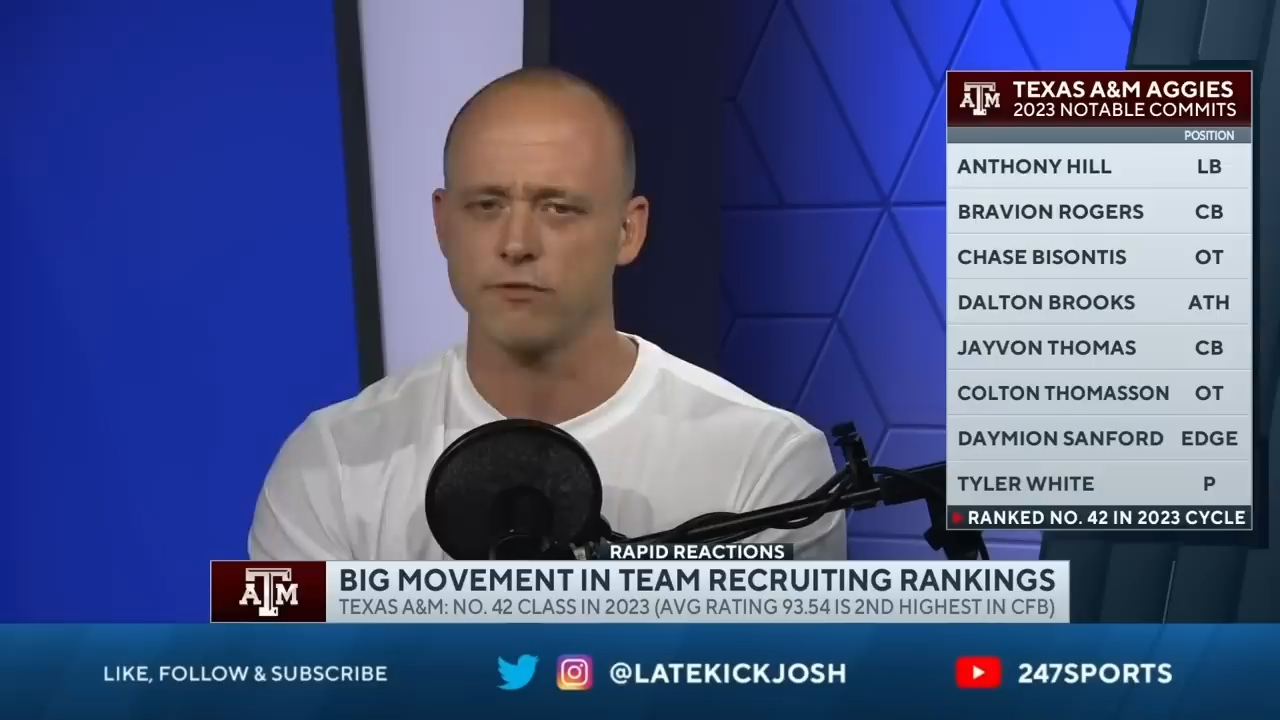 ATM TEXAS A&M AGGIES
2023 NOTABLE COMMITS
POSITION
ANTHONY HILL LB
BRAVION ROGERS CB
CHASE BISONTIS OT
DALTON BROOKS ATH
JAYVON THOMAS CB
COLTON THOMASSON OT
DAYMION SANFORD EDGE
TYLER WHITE P
RANKED NO. 42 IN 2023 CYCLE
RAPID REACTIONS
ATM BIG MOVEMENT IN TEAM RECRUITING RANKINGS
TEXAS A&M: NO. 42 CLASS IN 2023 (AVG RATING 93.54 IS 2ND HIGHEST IN CFB)
LIKE, FOLLOW & SUBSCRIBE @LATEKICKJOSH 247SPORTS